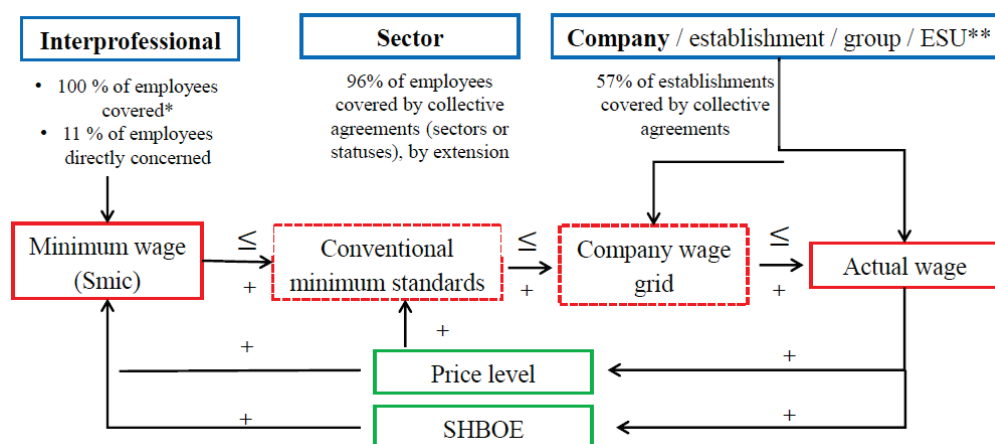 Interprofessional
Sector
Company / establishment / group / ESU**
• 100 % of employees
covered*
• 11 % of employees
directly concerned
96% of employees
covered by collective
agreements (sectors or
statuses), by extension
57% of establishments
covered by collective
agreements
Minimum wage
(Smic)
≤
+
Conventional
minimum standards
≤
+
Company wage
grid
≤
+
Actual wage
+
+
+
Price level
+
+
SHBOE